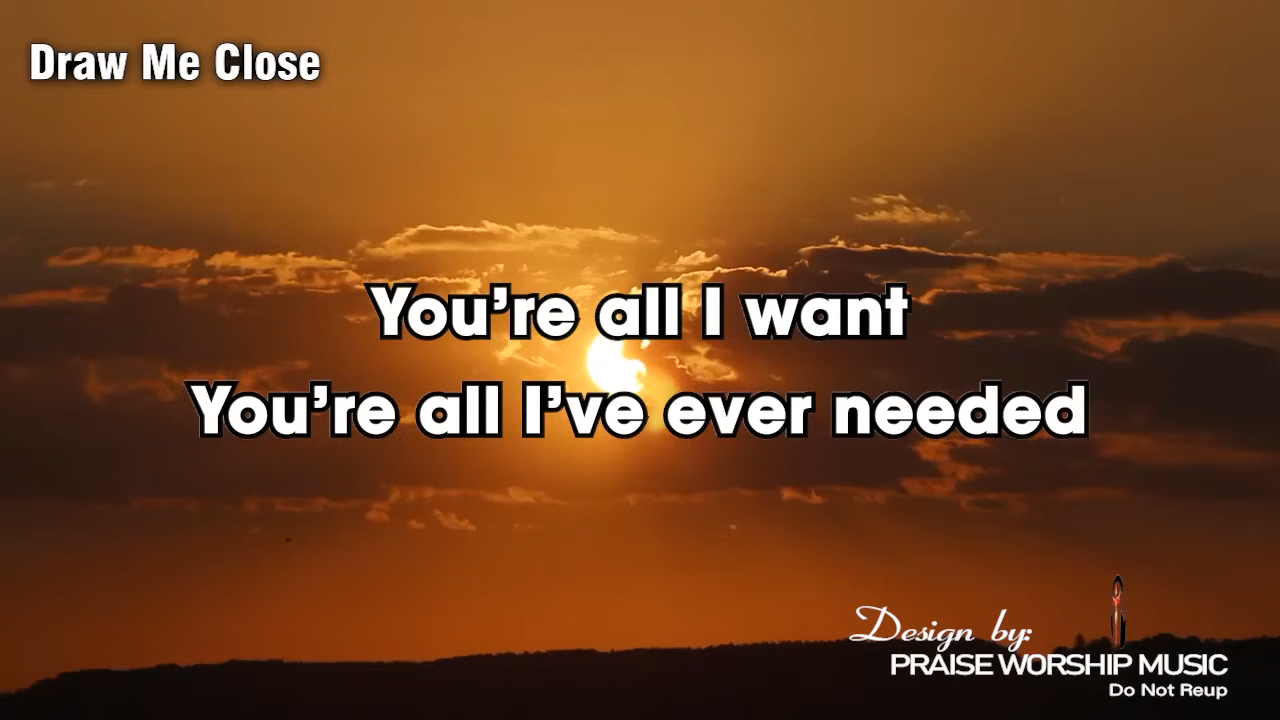 Draw Me Close
You’re all I want
You’re all I’ve ever needed
Design by:
PRAISE WORSHIP MUSIC
Do Not Reup